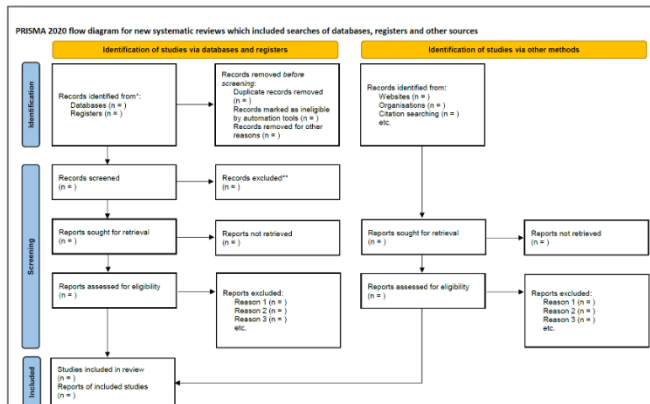 PRISMA 2020 flow diagram for new systematic reviews which included searches of databases, registers and other sources
Identification of studies via databases and registers
Identification of studies via other methods
Identification
Records identified from*:
Databases (n = )
Registers (n = )
Records removed before
screening:
Duplicate records removed
(n = )
Records marked as ineligible
by automation tools (n = )
Records removed for other
reasons (n = )
Records identified from:
Websites (n = )
Organisations (n = )
Citation searching (n = )
etc.
Screening
Records screened
(n = )
Records excluded**
(n = )
Reports sought for retrieval
(n = )
Reports not retrieved
(n = )
Reports sought for retrieval
(n = )
Reports not retrieved
(n = )
Reports assessed for eligibility
(n = )
Reports excluded:
Reason 1 (n = )
Reason 2 (n = )
Reason 3 (n = )
etc.
Reports assessed for eligibility
(n = )
Reports excluded:
Reason 1 (n = )
Reason 2 (n = )
Reason 3 (n = )
etc.
Included
Studies included in review
(n = )
Reports of included studies
(n = )